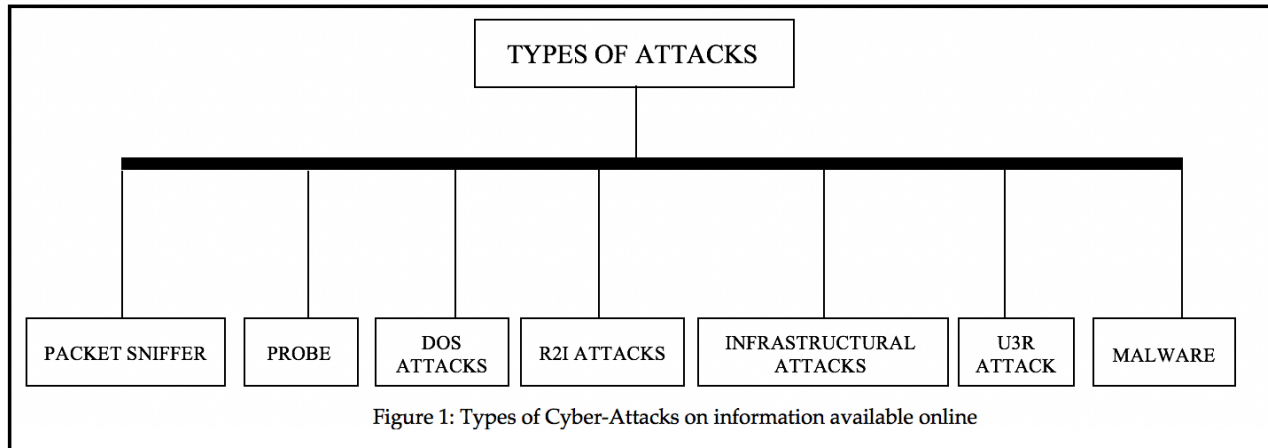 TYPES OF ATTACKS
PACKET SNIFFER
PROBE
DOS
ATTACKS
R2I ATTACKS
INFRASTRUCTURAL
ATTACKS
U3R
ATTACK
MALWARE
Figure 1: Types of Cyber-Attacks on information available online